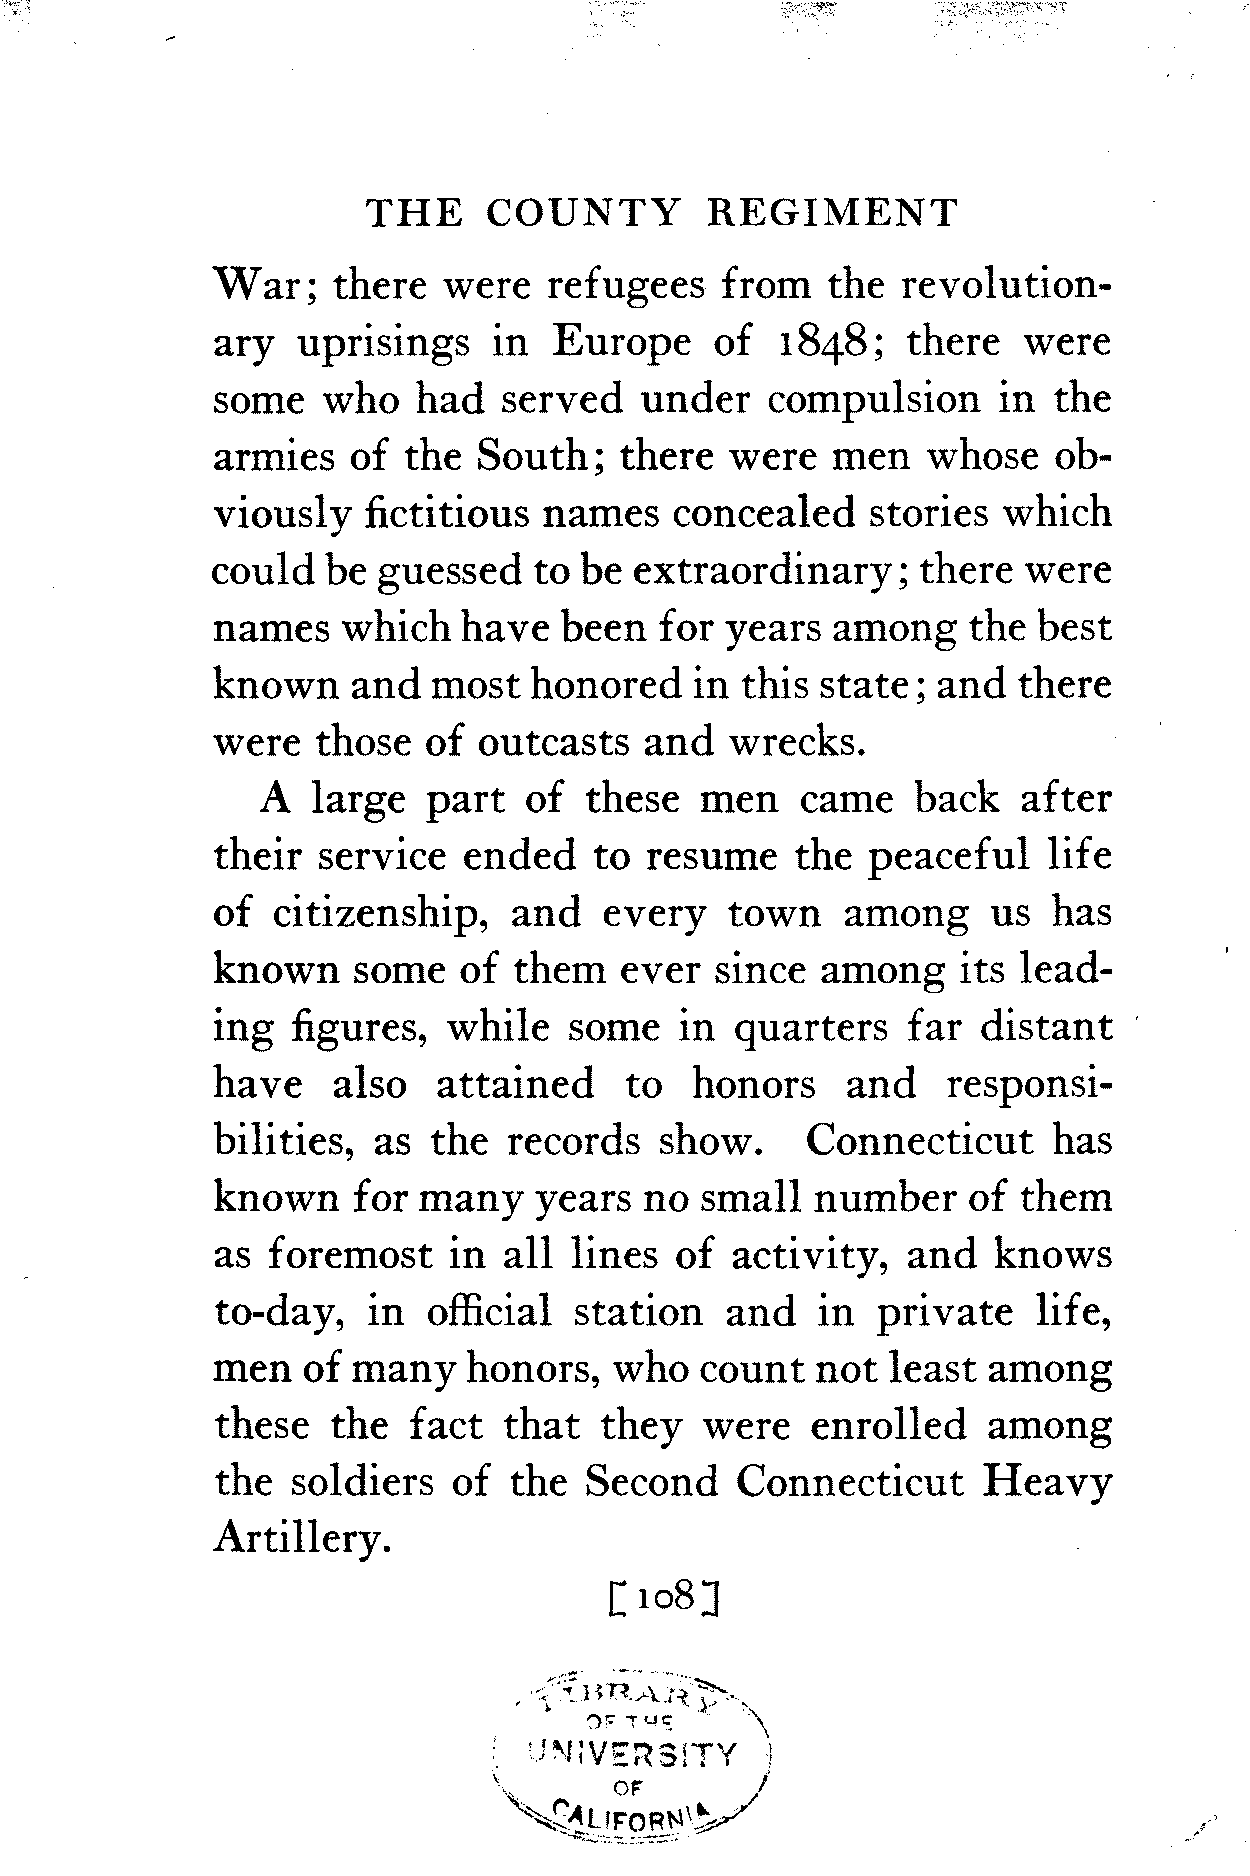 THE COUNTY REGIMENT
War; there were refugees from the revolution-
ary uprisings in Europe of 1848; there were
some who had served under compulsion in the
armies of the South; there were men whose ob-
viously fictitious names concealed stories which
could be guessed to be extraordinary; there were
names which have been for years among the best
known and most honored in this state; and there
were those of outcasts and wrecks.
A large part of these men came back after
their service ended to resume the peaceful life
of citizenship, and every town among us has
known some of them ever since among its lead-
ing figures, while some in quarters far distant
have also attained to honors and responsi-
bilities, as the records show. Connecticut has
known for many years no small number of them
as foremost in all lines of activity, and knows
to-day, in official station and in private life,
men of many honors, who count not least among
these the fact that they were enrolled among
the soldiers of the Second Connecticut Heavy
Artillery.
[108]
LIBRARY
OF THE
UNIVERSITY
OF
CALIFORNIA